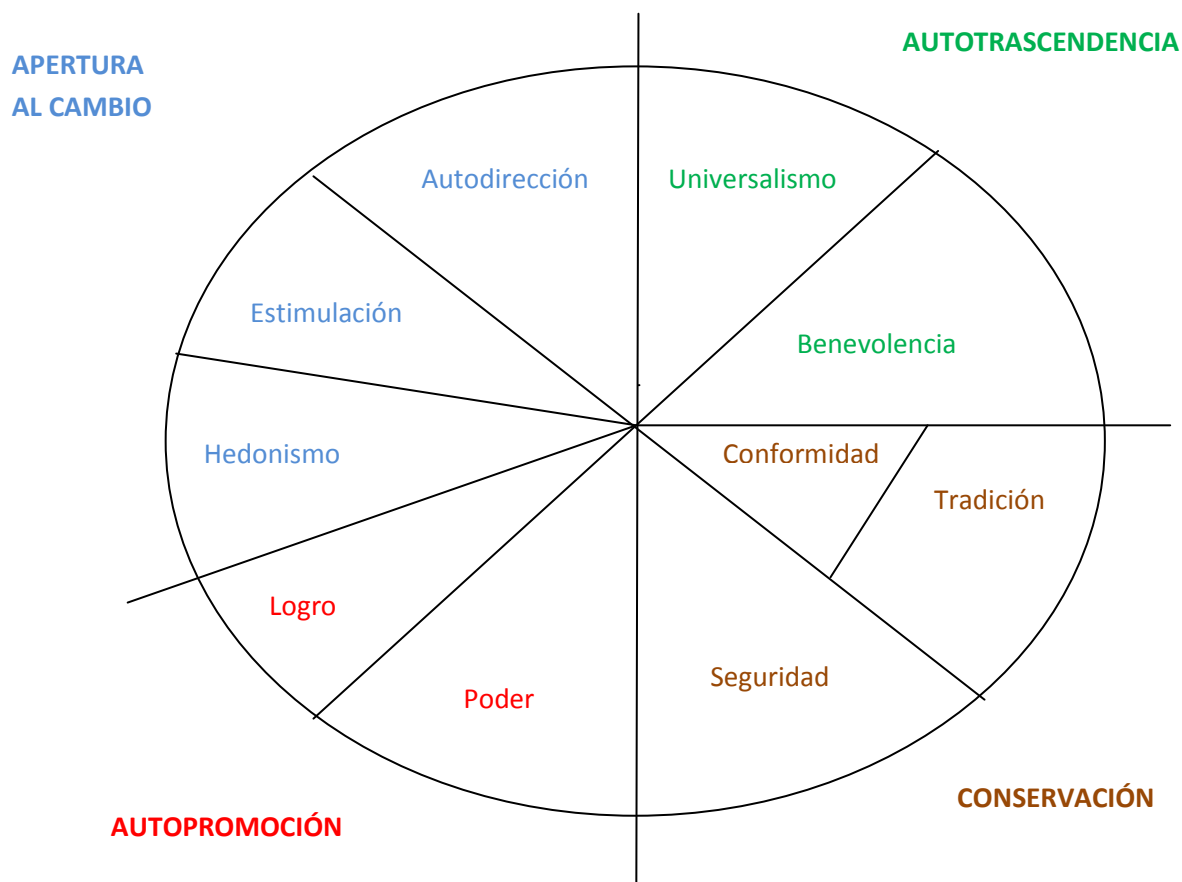 AUTOTRASCENDENCIA
APERTURA
AL CAMBIO
Autodirección
Universalismo
Estimulación
Benevolencia
Hedonismo
Conformidad
Tradición
Logro
Seguridad
Poder
CONSERVACIÓN
AUTOPROMOCIÓN